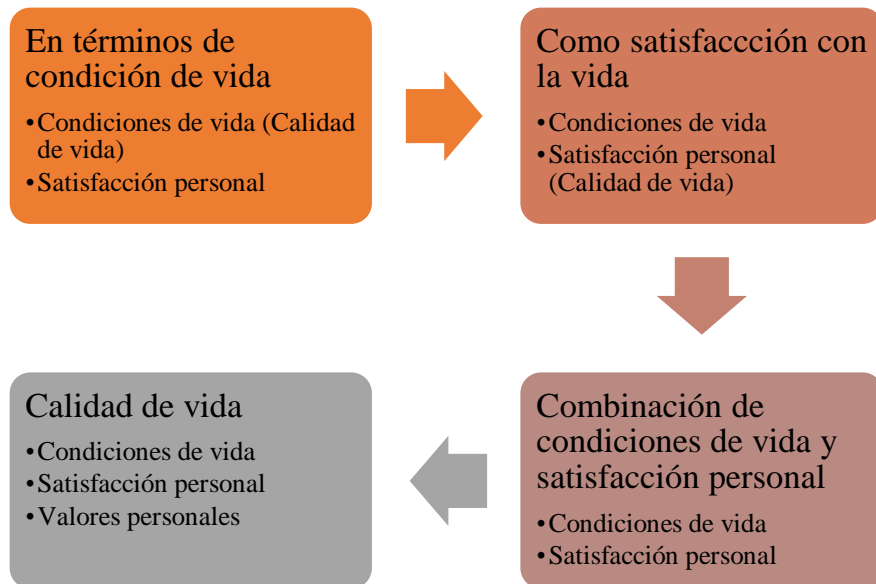 En términos de
condición de vida
•Condiciones de vida (Calidad
de vida)
•Satisfacción personal
Como satisfaccción con
la vida
•Condiciones de vida
•Satisfacción personal
(Calidad de vida)
Combinación de
condiciones de vida y
satisfacción personal
•Condiciones de vida
•Satisfacción personal
Calidad de vida
•Condiciones de vida
•Satisfacción personal
•Valores personales